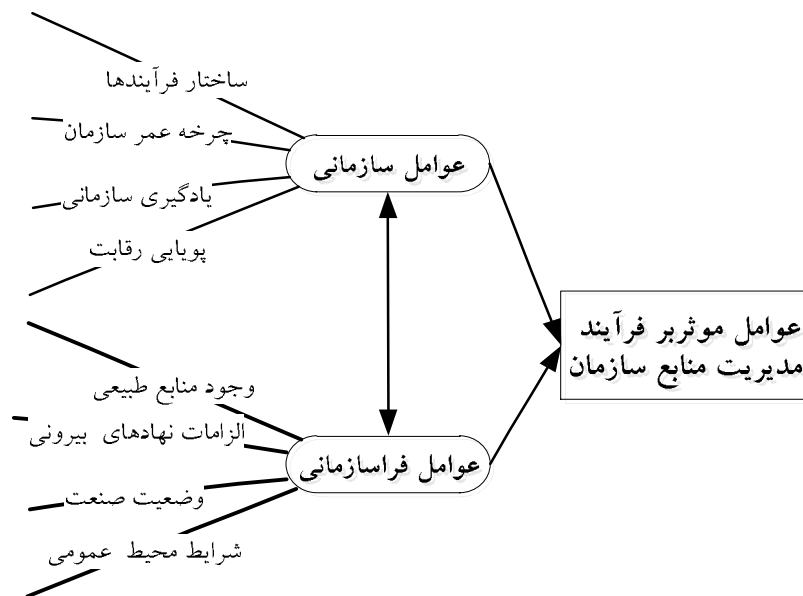 ساختار فرآیندها
چرخه عمر سازمان
عوامل سازمانی
یادگیری سازمانی
پویایی رقابت
عوامل موثربر فرآیند
مدیریت منابع سازمان
وجود منابع طبیعی
الزامات نهادهای بیرونی
عوامل فراسازمانی
وضعیت صنعت
شرایط محیط عمومی